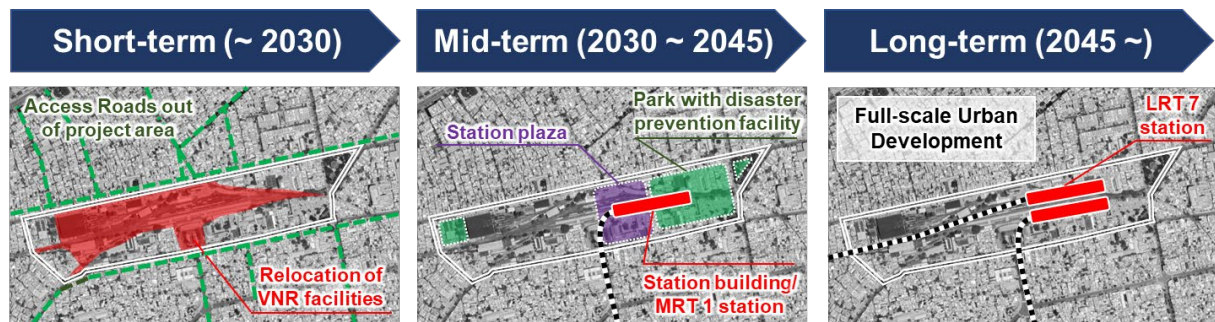 Short-term (~ 2030)
Mid-term (2030 ~ 2045)
Long-term (2045 ~)
Access Roads out
of project area
Relocation of
VNR facilities
Station plaza
Park with disaster
prevention facility
Station building/
MRT 1 station
Full-scale Urban
Development
LRT 7
station